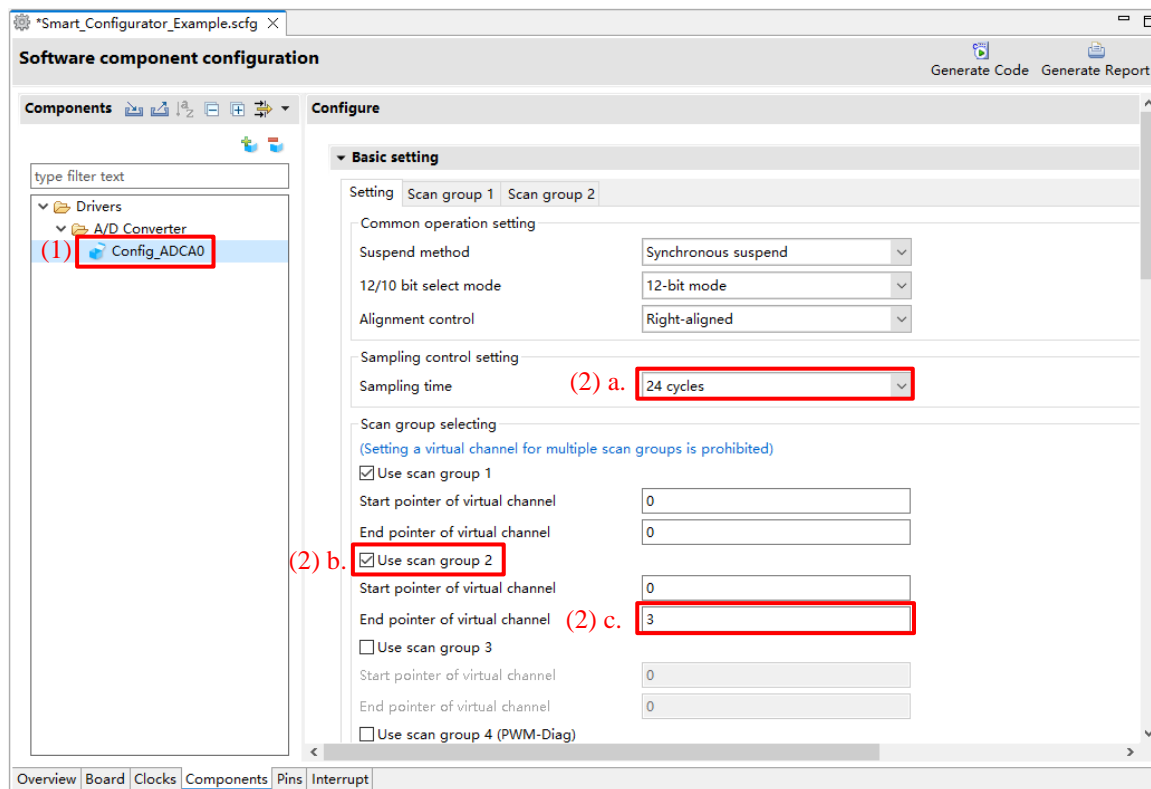 *Smart_Configurator_Example.scfg
Software component configuration
Generate Code Generate Report
Components
Configure
type filter text
Drivers
A/D Converter
(1)
Config_ADCA0
Basic setting
Setting Scan group 1 Scan group 2
Common operation setting
Suspend method Synchronous suspend
12/10 bit select mode 12-bit mode
Alignment control Right-aligned
Sampling control setting
Sampling time (2) a. 24 cycles
Scan group selecting
(Setting a virtual channel for multiple scan groups is prohibited)
Use scan group 1
Start pointer of virtual channel 0
End pointer of virtual channel 0
(2) b. Use scan group 2
Start pointer of virtual channel 0
End pointer of virtual channel (2) c. 3
Use scan group 3
Start pointer of virtual channel 0
End pointer of virtual channel 0
Use scan group 4 (PWM-Diag)
Overview Board Clocks Components Pins Interrupt